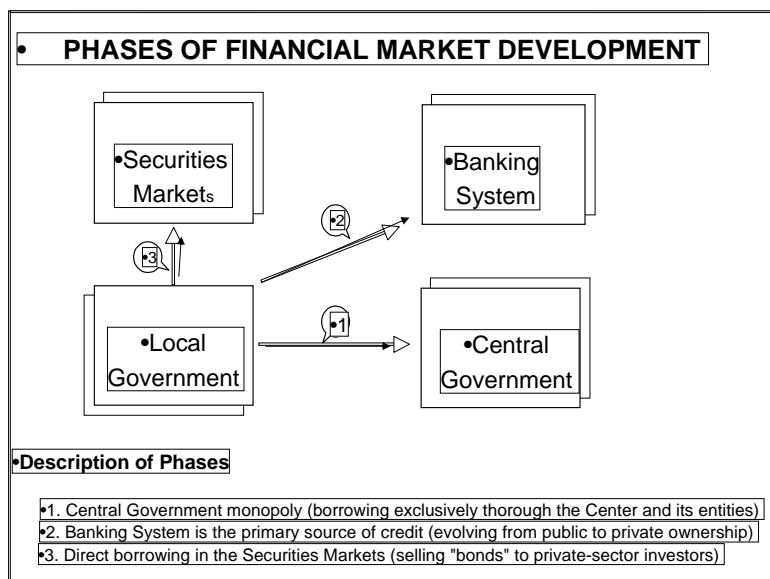 • PHASES OF FINANCIAL MARKET DEVELOPMENT
•Securities
Markets
•Banking
System
•2
•3
•1
•Local
Government
•Central
Government
•Description of Phases
•1. Central Government monopoly (borrowing exclusively thorough the Center and its entities)
•2. Banking System is the primary source of credit (evolving from public to private ownership)
•3. Direct borrowing in the Securities Markets (selling "bonds" to private-sector investors)